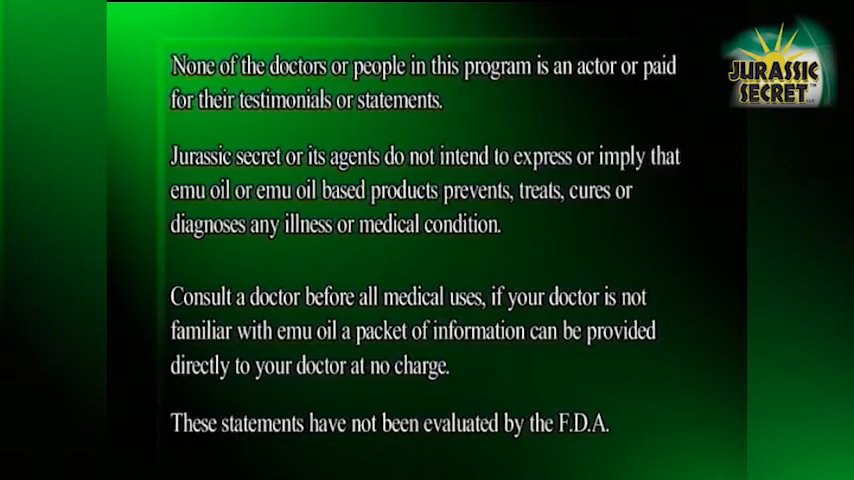 JURASSIC
SECRET™
None of the doctors or people in this program is an actor or paid
for their testimonials or statements.
Jurassic secret or its agents do not intend to express or imply that
emu oil or emu oil based products prevents, treats, cures or
diagnoses any illness or medical condition.
Consult a doctor before all medical uses, if your doctor is not
familiar with emu oil a packet of information can be provided
directly to your doctor at no charge.
These statements have not been evaluated by the F.D.A.